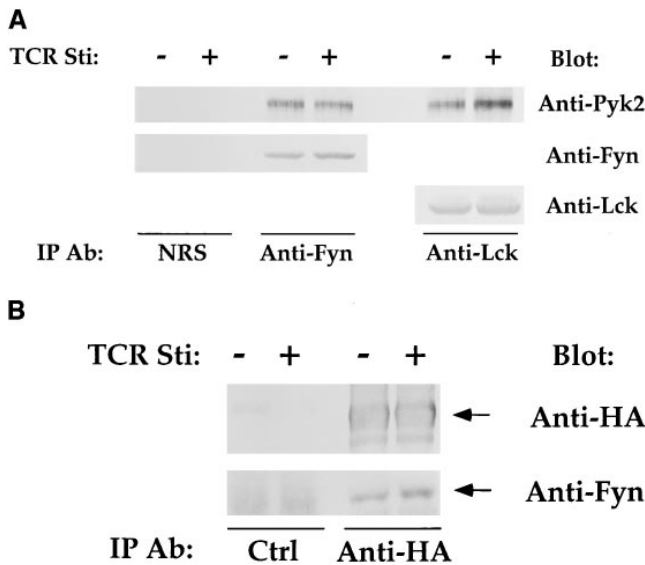 A
TCR Sti: - + - + - + Blot:
Anti-Pyk2
Anti-Fyn
Anti-Lck
IP Ab: NRS Anti-Fyn Anti-Lck
B
TCR Sti: - + - + Blot:
Anti-HA
Anti-Fyn
IP Ab: Ctrl Anti-HA